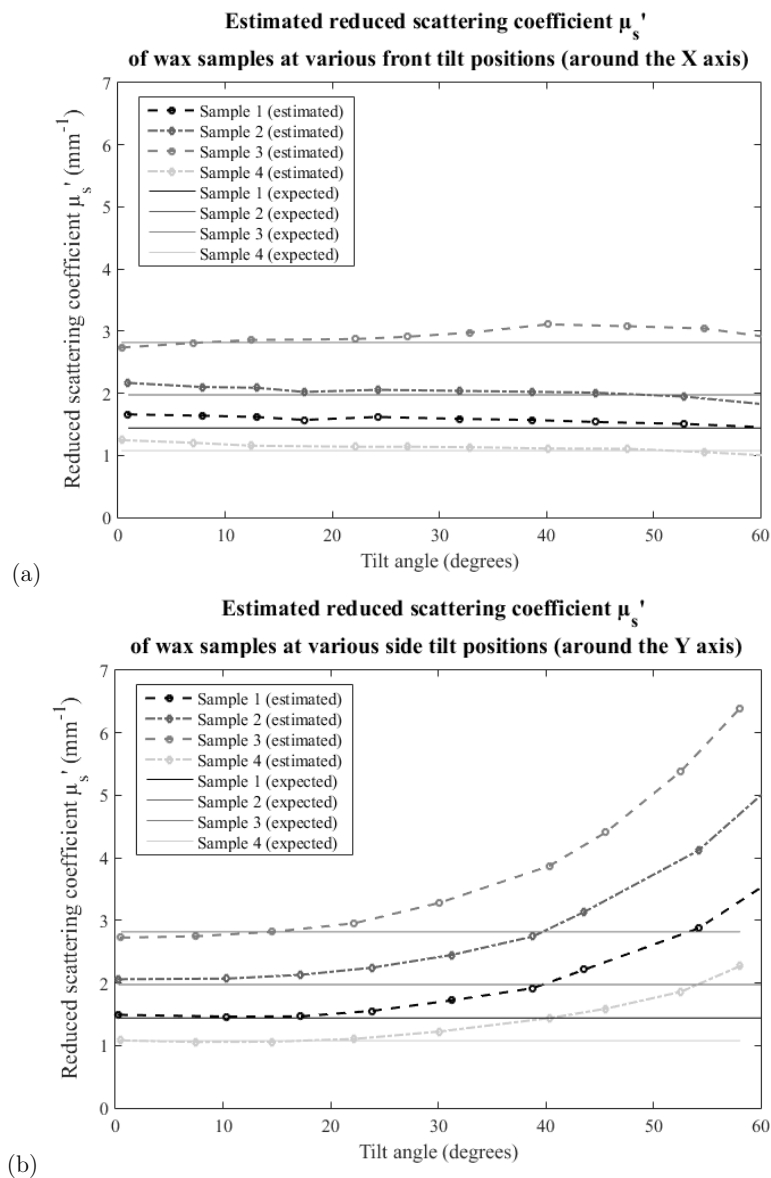 Estimated reduced scattering coefficient μs'
of wax samples at various front tilt positions (around the X axis)
7
6
5
4
3
2
1
0
Reduced scattering coefficient μs' (mm-1)
Sample 1 (estimated)
Sample 2 (estimated)
Sample 3 (estimated)
Sample 4 (estimated)
Sample 1 (expected)
Sample 2 (expected)
Sample 3 (expected)
Sample 4 (expected)
0 10 20 30 40 50 60
Tilt angle (degrees)
(a)
Estimated reduced scattering coefficient μs'
of wax samples at various side tilt positions (around the Y axis)
7
6
5
4
3
2
1
0
Reduced scattering coefficient μs' (mm-1)
Sample 1 (estimated)
Sample 2 (estimated)
Sample 3 (estimated)
Sample 4 (estimated)
Sample 1 (expected)
Sample 2 (expected)
Sample 3 (expected)
Sample 4 (expected)
0 10 20 30 40 50 60
Tilt angle (degrees)
(b)